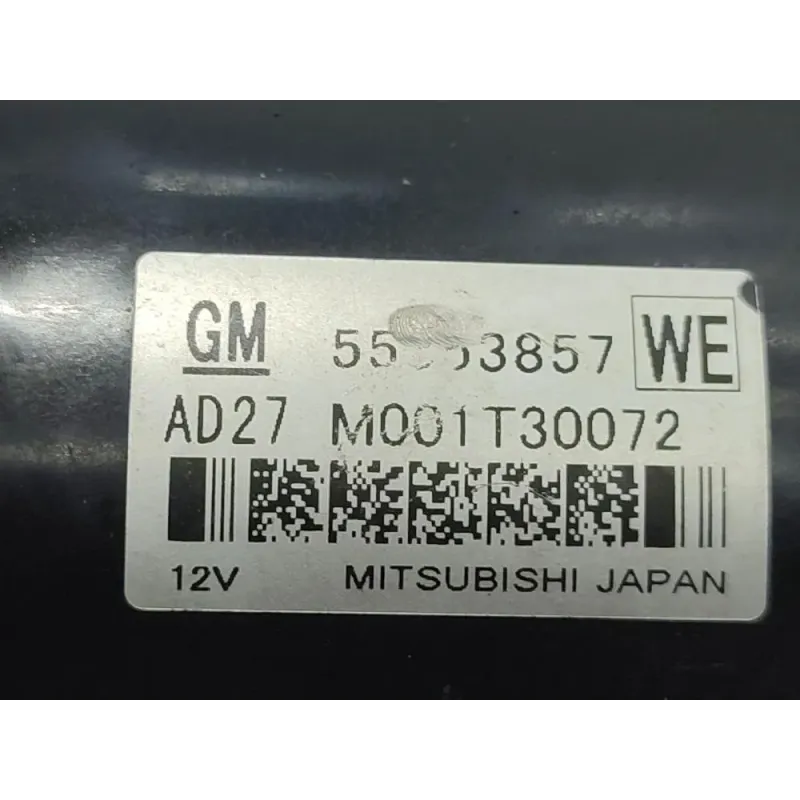 GM WE
AD27 M001T30072
12V MITSUBISHI JAPAN